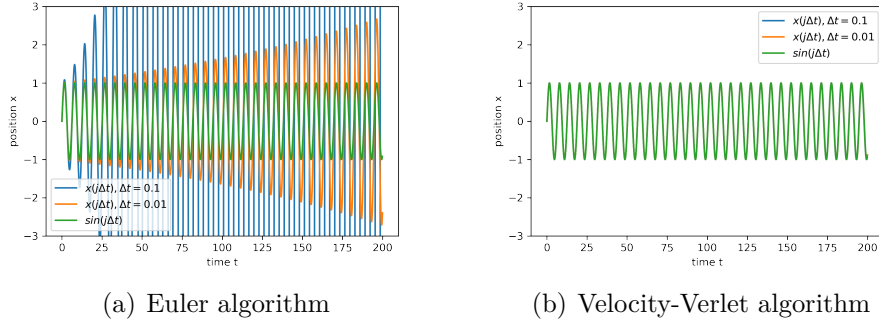 3
2
1
0
−1
−2
−3
position x
0
25
50
75
100
125
150
175
200
time t
x(jΔt), Δt = 0.1
x(jΔt), Δt = 0.01
sin(jΔt)
(a) Euler algorithm
3
2
1
0
−1
−2
−3
position x
0
25
50
75
100
125
150
175
200
time t
x(jΔt), Δt = 0.1
x(jΔt), Δt = 0.01
sin(jΔt)
(b) Velocity-Verlet algorithm